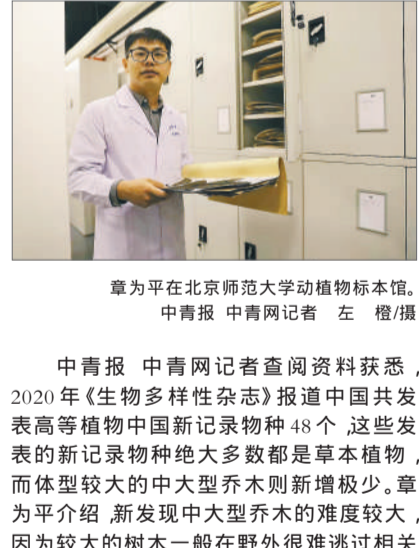 章为平在北京师范大学动植物标本馆。
中青报 中青网记者 左 橙/摄
中青报 中青网记者查阅资料获悉，
2020年《生物多样性杂志》报道中国共发
表高等植物中国新记录物种48个，这些发
表的新记录物种绝大多数都是草本植物，
而体型较大的中大型乔木则新增极少。章
为平介绍，新发现中大型乔木的难度较大，
因为较大的树木一般在野外很难逃过相关